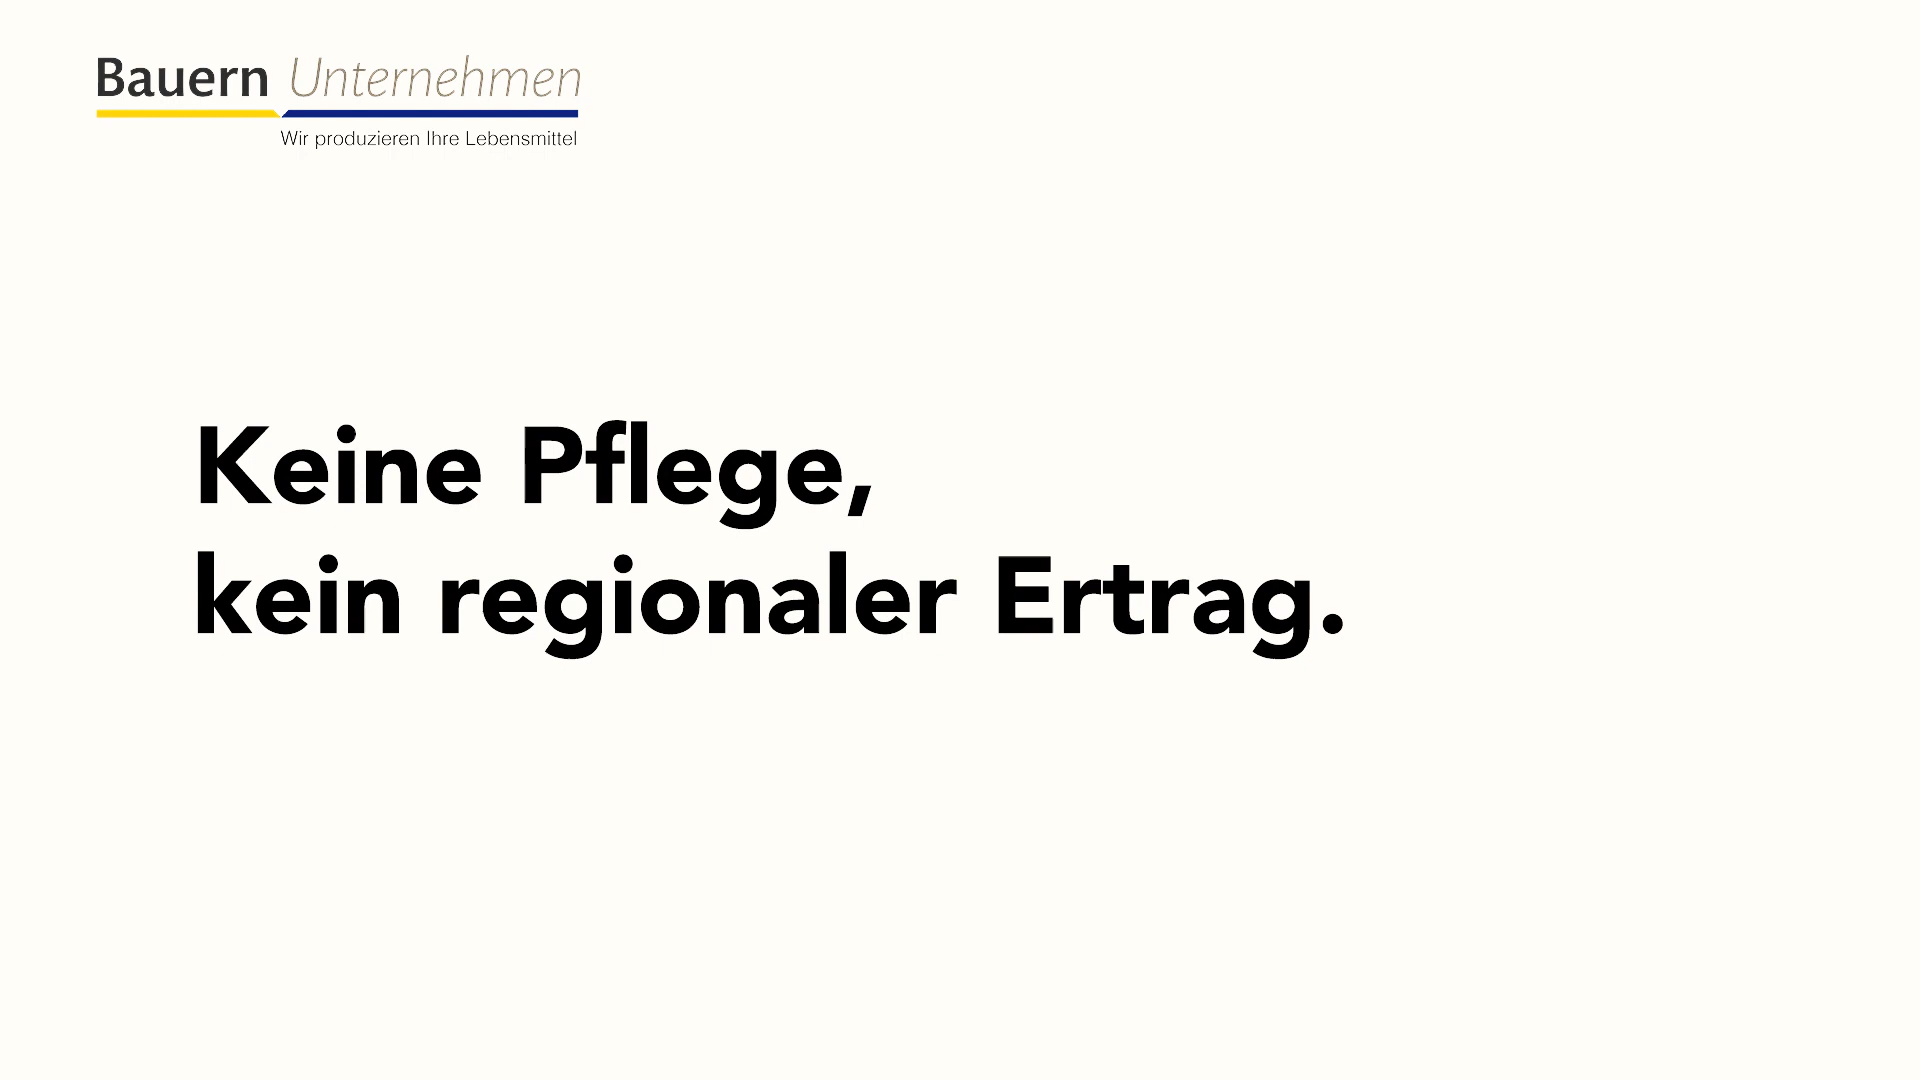 Bauern Unternehmen
Wir produzieren Ihre Lebensmittel
Keine Pflege,
kein regionaler Ertrag.